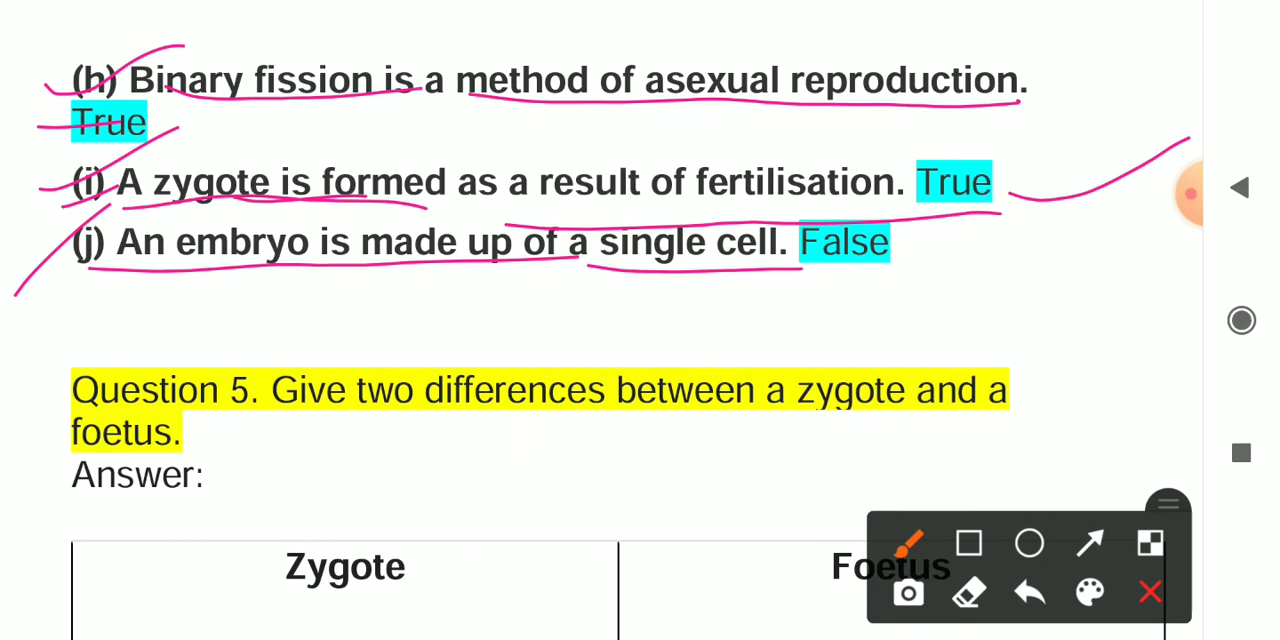 (h) Binary fission is a method of asexual reproduction.
True
(i) A zygote is formed as a result of fertilisation. True
(j) An embryo is made up of a single cell. False
Question 5. Give two differences between a zygote and a
foetus.
Answer:
Zygote Foetus